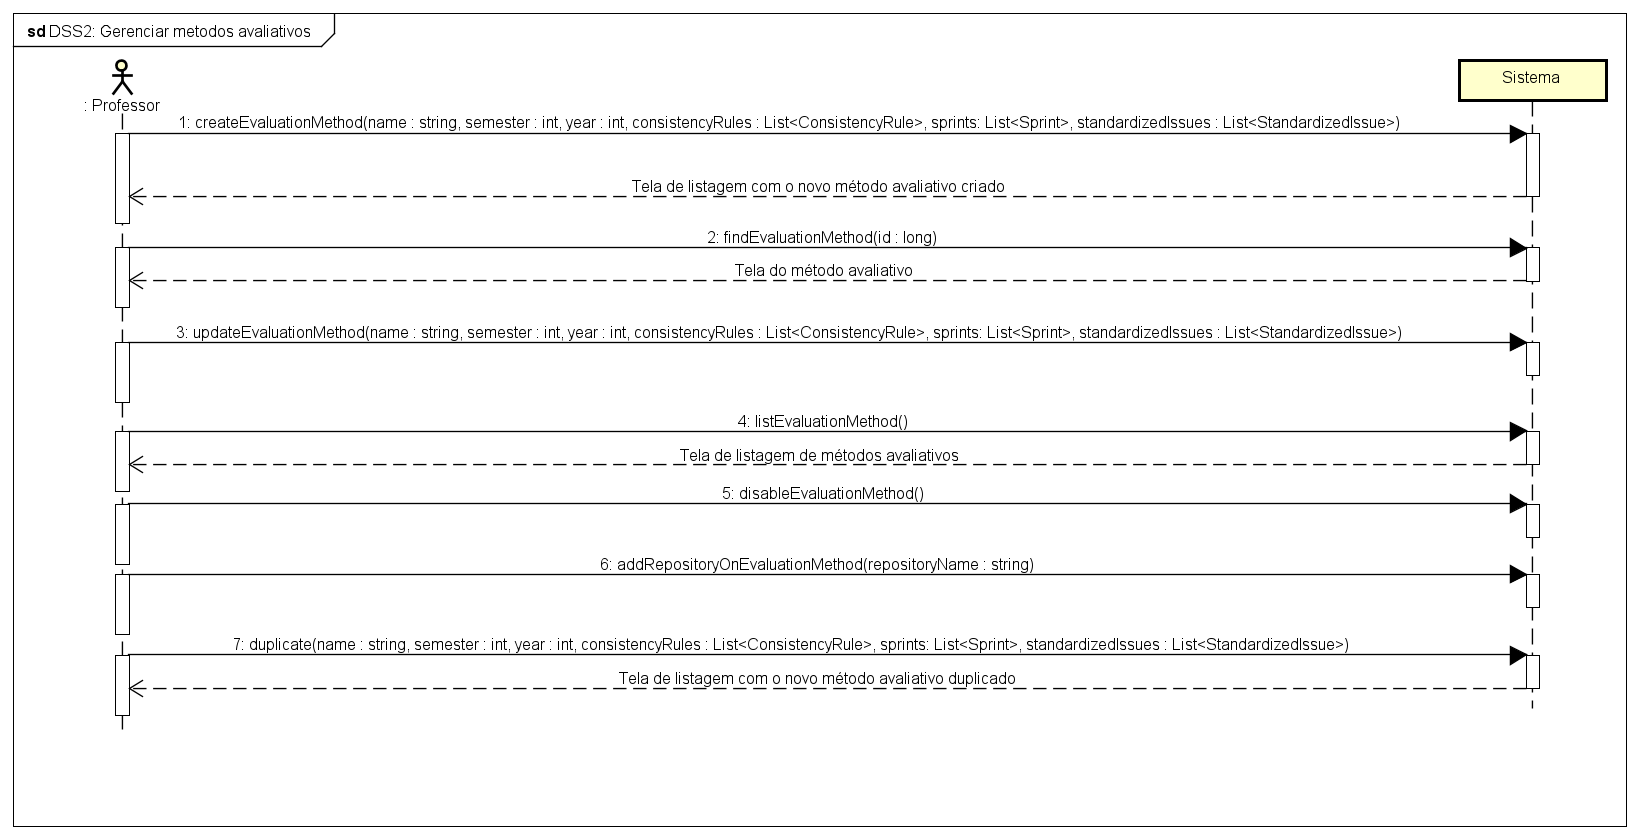 sd DSS2: Gerenciar metodos avaliativos
: Professor
Sistema
1: createEvaluationMethod(name : string, semester : int, year : int, consistencyRules : List<ConsistencyRule>, sprints: List<Sprint>, standardizedIssues : List<StandardizedIssue>)
Tela de listagem com o novo método avaliativo criado
2: findEvaluationMethod(id : long)
Tela do método avaliativo
3: updateEvaluationMethod(name : string, semester : int, year : int, consistencyRules : List<ConsistencyRule>, sprints: List<Sprint>, standardizedIssues : List<StandardizedIssue>)
4: listEvaluationMethod()
Tela de listagem de métodos avaliativos
5: disableEvaluationMethod()
6: addRepositoryOnEvaluationMethod(repositoryName : string)
7: duplicate(name : string, semester : int, year : int, consistencyRules : List<ConsistencyRule>, sprints: List<Sprint>, standardizedIssues : List<StandardizedIssue>)
Tela de listagem com o novo método avaliativo duplicado